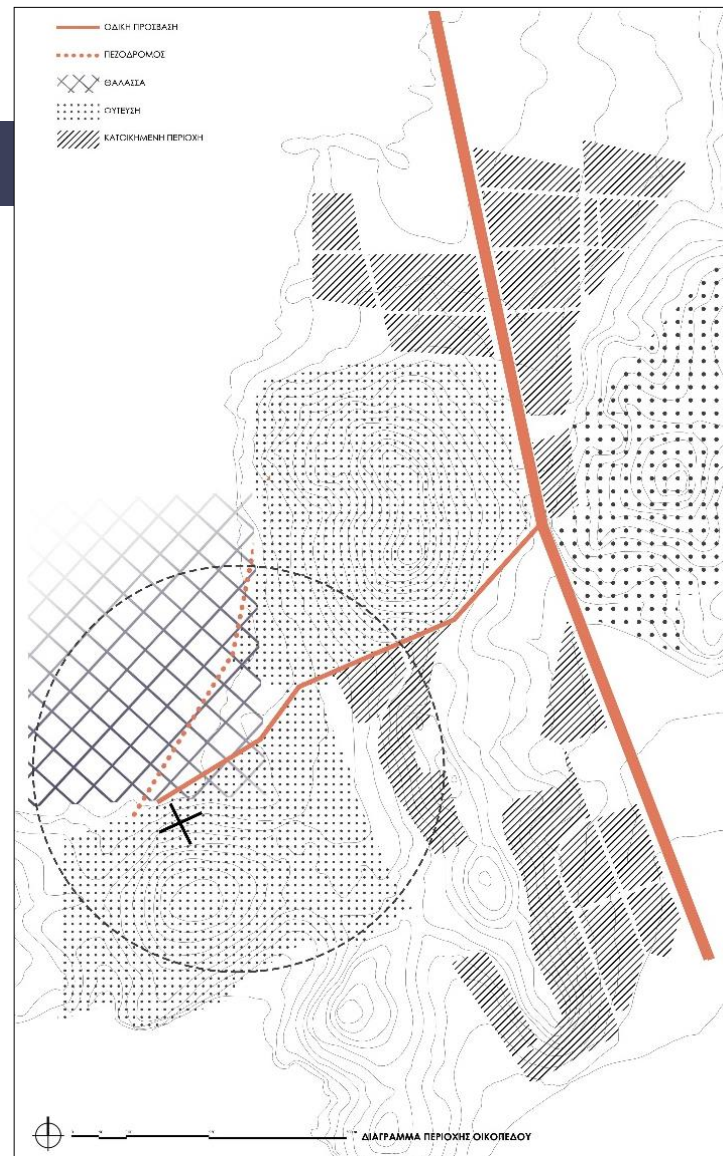 ΟΔΙΚΗ ΠΡΟΣΒΑΣΗ
ΠΕΖΟΔΡΟΜΟΣ
ΘΑΛΑΣΣΑ
ΦΥΤΕΥΣΗ
ΚΑΤΟΙΚΗΜΕΝΗ ΠΕΡΙΟΧΗ
ΔΙΑΓΡΑΜΜΑ ΠΕΡΙΟΧΗΣ ΟΙΚΟΠΕΔΟΥ